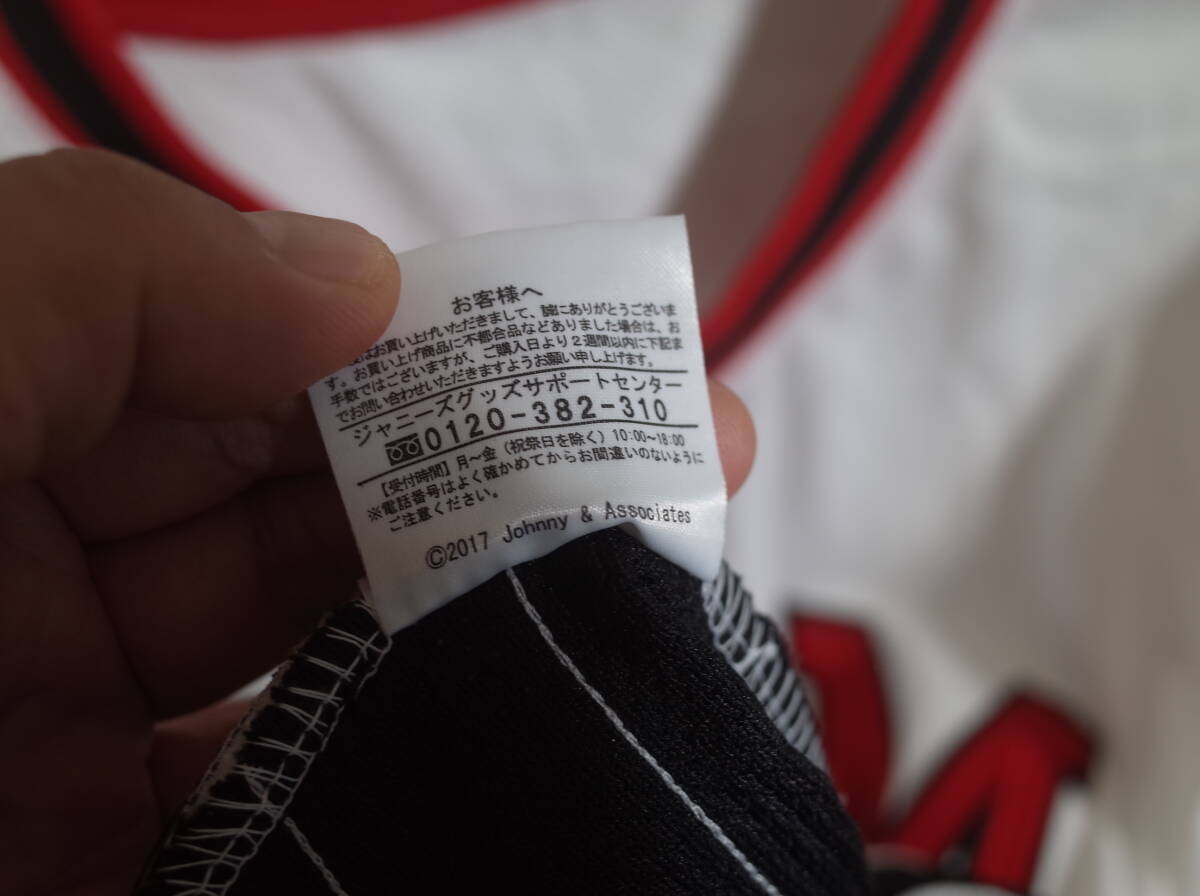 お客様へ
はお買い上げいただきまして、誠にありがとうございま
す。お買い上げ商品に不都合品などありました場合は、お
手数ではございますが、ご購入日より2週間以内に下記ま
でお問い合わせいただきますようお願い申し上げます。
ジャニーズグッズサポートセンター
0120-382-310
【受付時間】月～金（祝祭日を除く）10:00～18:00
※電話番号はよく確かめてからお間違いのないように
ご注意ください。
©2017 Johnny & Associates